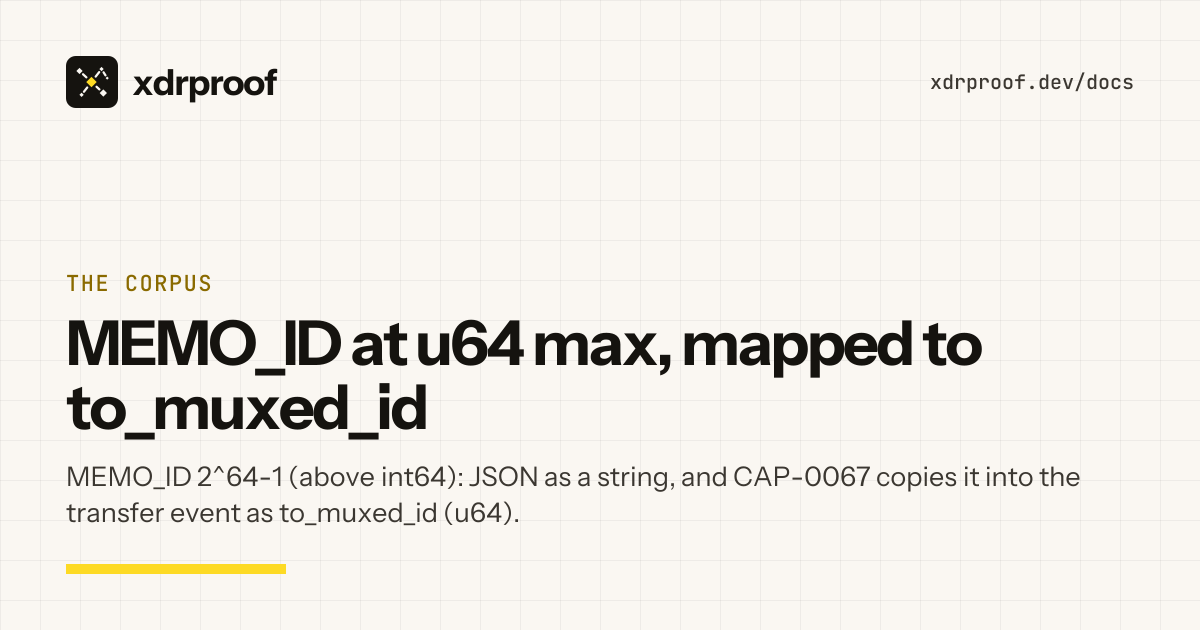 xdrproof
xdrproof.dev/docs
THE CORPUS
MEMO_ID at u64 max, mapped to
to_muxed_id
MEMO_ID 2^64-1 (above int64): JSON as a string, and CAP-0067 copies it into the
transfer event as to_muxed_id (u64).